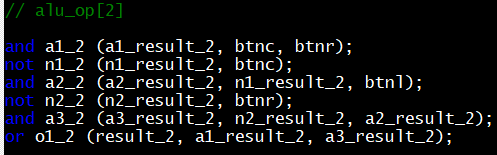 // alu_op[2]
and a1_2 (a1_result_2, btnc, btnr);
not n1_2 (n1_result_2, btnc);
and a2_2 (a2_result_2, n1_result_2, btnl);
not n2_2 (n2_result_2, btnr);
and a3_2 (a3_result_2, n2_result_2, a2_result_2);
or o1_2 (result_2, a1_result_2, a3_result_2);